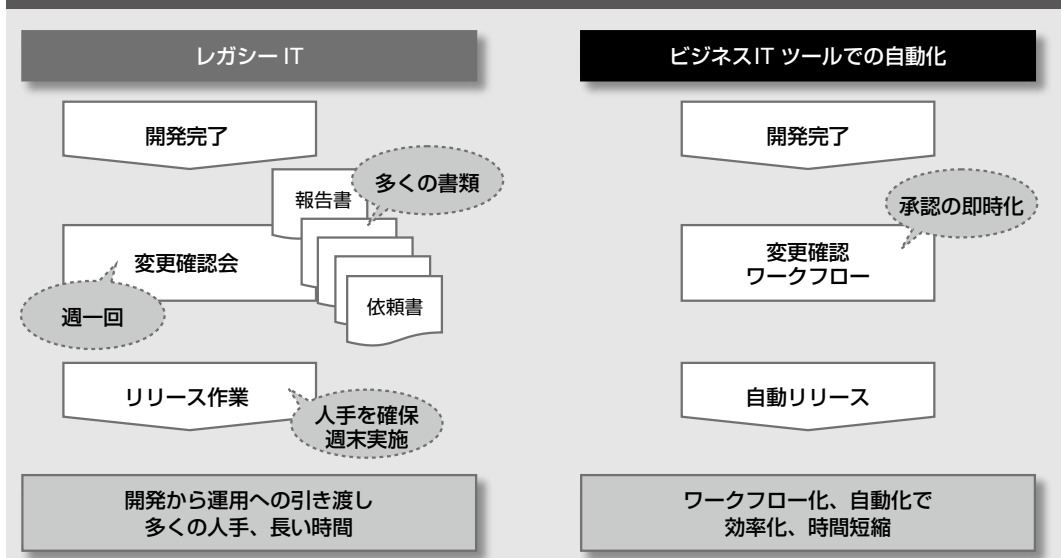 レガシー IT
開発完了
多くの書類
報告書
変更確認会
依頼書
週一回
リリース作業
人手を確保
週末実施
開発から運用への引き渡し
多くの人手、長い時間
ビジネスIT ツールでの自動化
開発完了
承認の即時化
変更確認
ワークフロー
自動リリース
ワークフロー化、自動化で
効率化、時間短縮